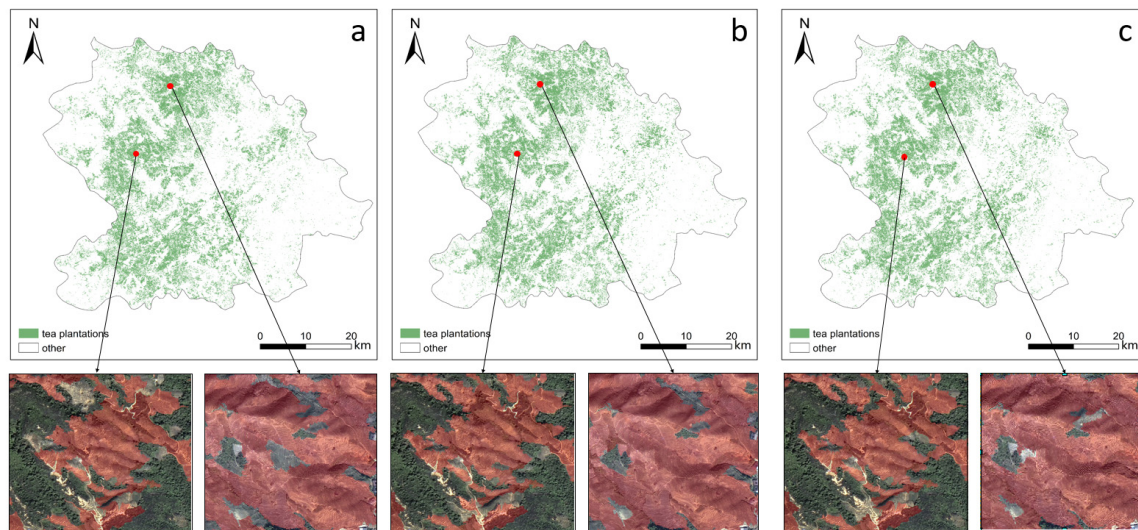 N
a
tea plantations
other
0 10 20
km
N
b
tea plantations
other
0 10 20
km
N
c
tea plantations
other
0 10 20
km